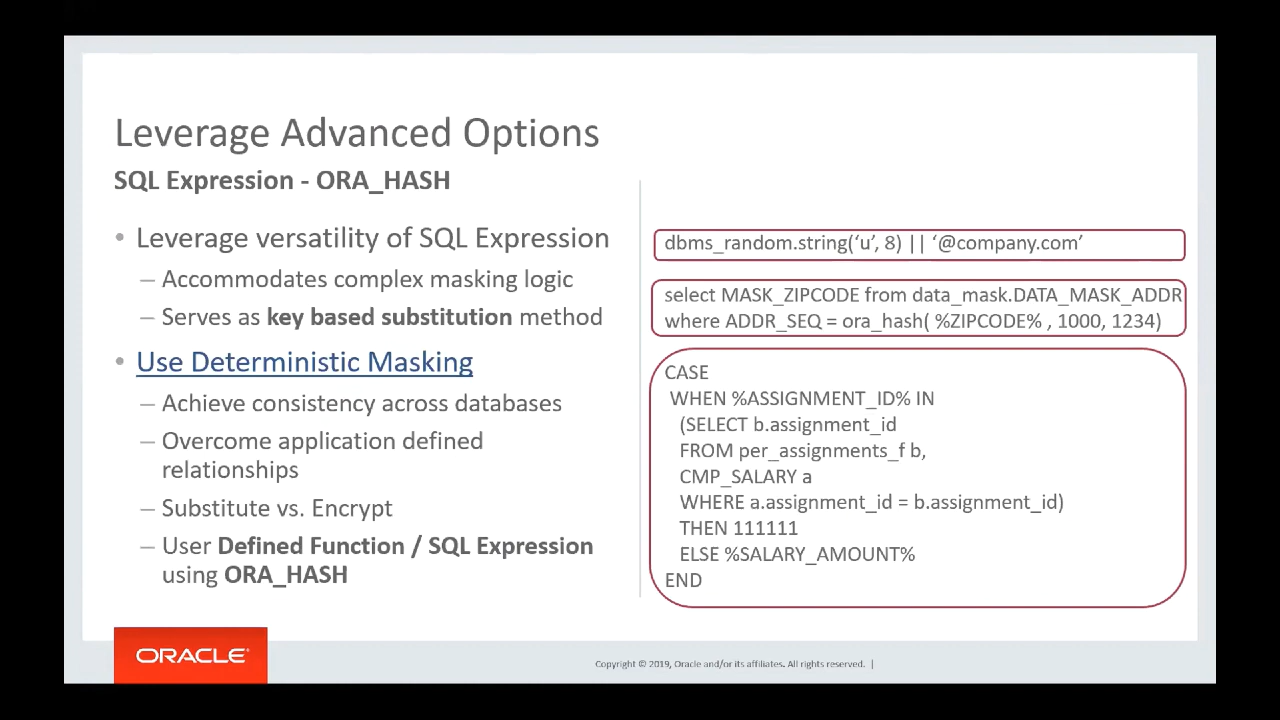 Leverage Advanced Options
SQL Expression - ORA_HASH
• Leverage versatility of SQL Expression
– Accommodates complex masking logic
– Serves as key based substitution method
• Use Deterministic Masking
– Achieve consistency across databases
– Overcome application defined
relationships
– Substitute vs. Encrypt
– User Defined Function / SQL Expression
using ORA_HASH
dbms_random.string(‘u’, 8) || ‘@company.com’
select MASK_ZIPCODE from data_mask.DATA_MASK_ADDR
where ADDR_SEQ = ora_hash( %ZIPCODE% , 1000, 1234)
CASE
WHEN %ASSIGNMENT_ID% IN
(SELECT b.assignment_id
FROM per_assignments_f b,
CMP_SALARY a
WHERE a.assignment_id = b.assignment_id)
THEN 111111
ELSE %SALARY_AMOUNT%
END
ORACLE®
Copyright © 2019, Oracle and/or its affiliates. All rights reserved. |